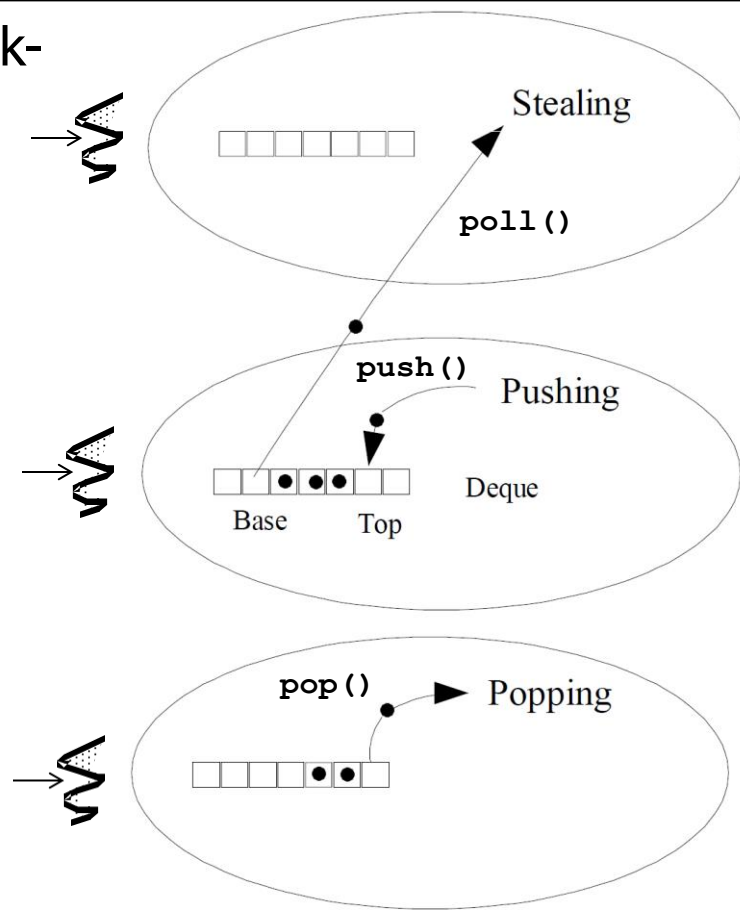 k-
Stealing
poll()
push()
Pushing
Deque
Base Top
pop()
Popping